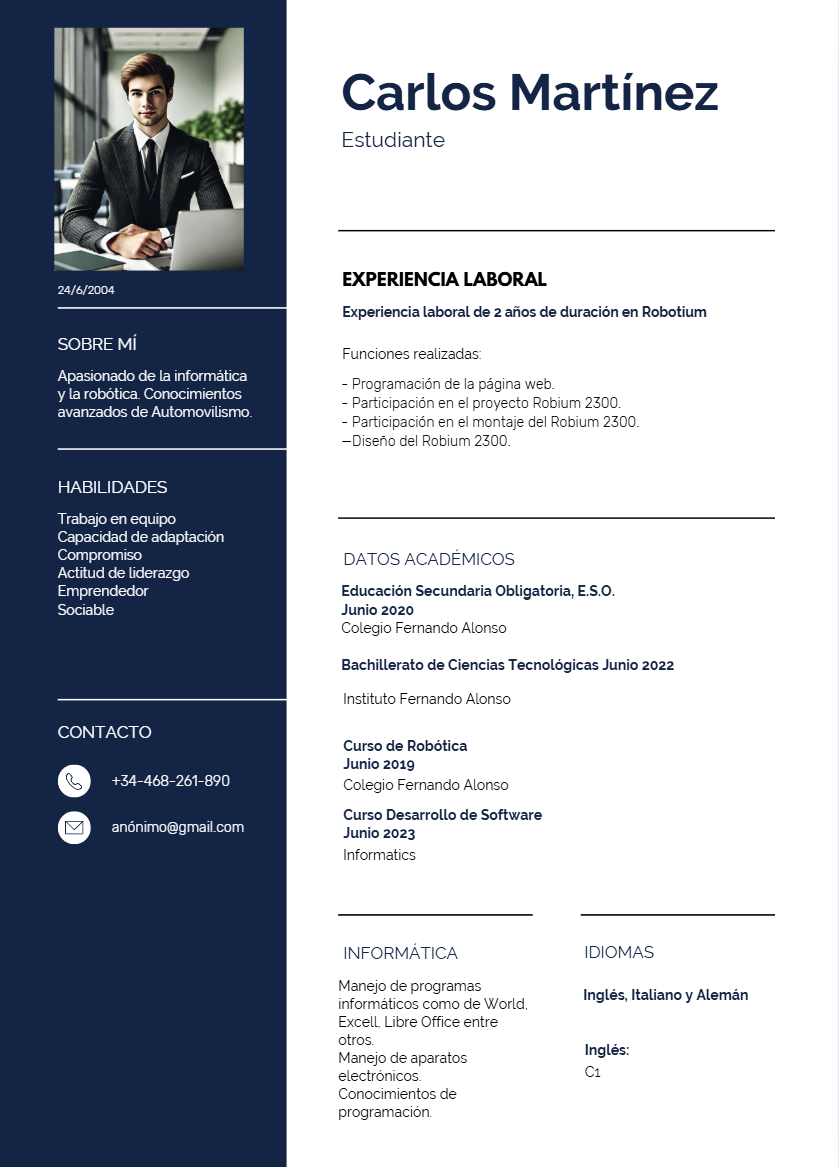 Carlos Martínez
Estudiante
24/6/2004
SOBRE MÍ
Apasionado de la informática
y la robótica. Conocimientos
avanzados de Automovilismo.
HABILIDADES
Trabajo en equipo
Capacidad de adaptación
Compromiso
Actitud de liderazgo
Emprendedor
Sociable
CONTACTO
+34-468-261-890
anónimo@gmail.com
EXPERIENCIA LABORAL
Experiencia laboral de 2 años de duración en Robotium
Funciones realizadas:
- Programación de la página web.
- Participación en el proyecto Robium 2300.
- Participación en el montaje del Robium 2300.
—Diseño del Robium 2300.
DATOS ACADÉMICOS
Educación Secundaria Obligatoria, E.S.O.
Junio 2020
Colegio Fernando Alonso
Bachillerato de Ciencias Tecnológicas Junio 2022
Instituto Fernando Alonso
Curso de Robótica
Junio 2019
Colegio Fernando Alonso
Curso Desarrollo de Software
Junio 2023
Informatics
INFORMÁTICA
Manejo de programas
informáticos como de World,
Excell, Libre Office entre
otros.
Manejo de aparatos
electrónicos.
Conocimientos de
programación.
IDIOMAS
Inglés, Italiano y Alemán
Inglés:
C1